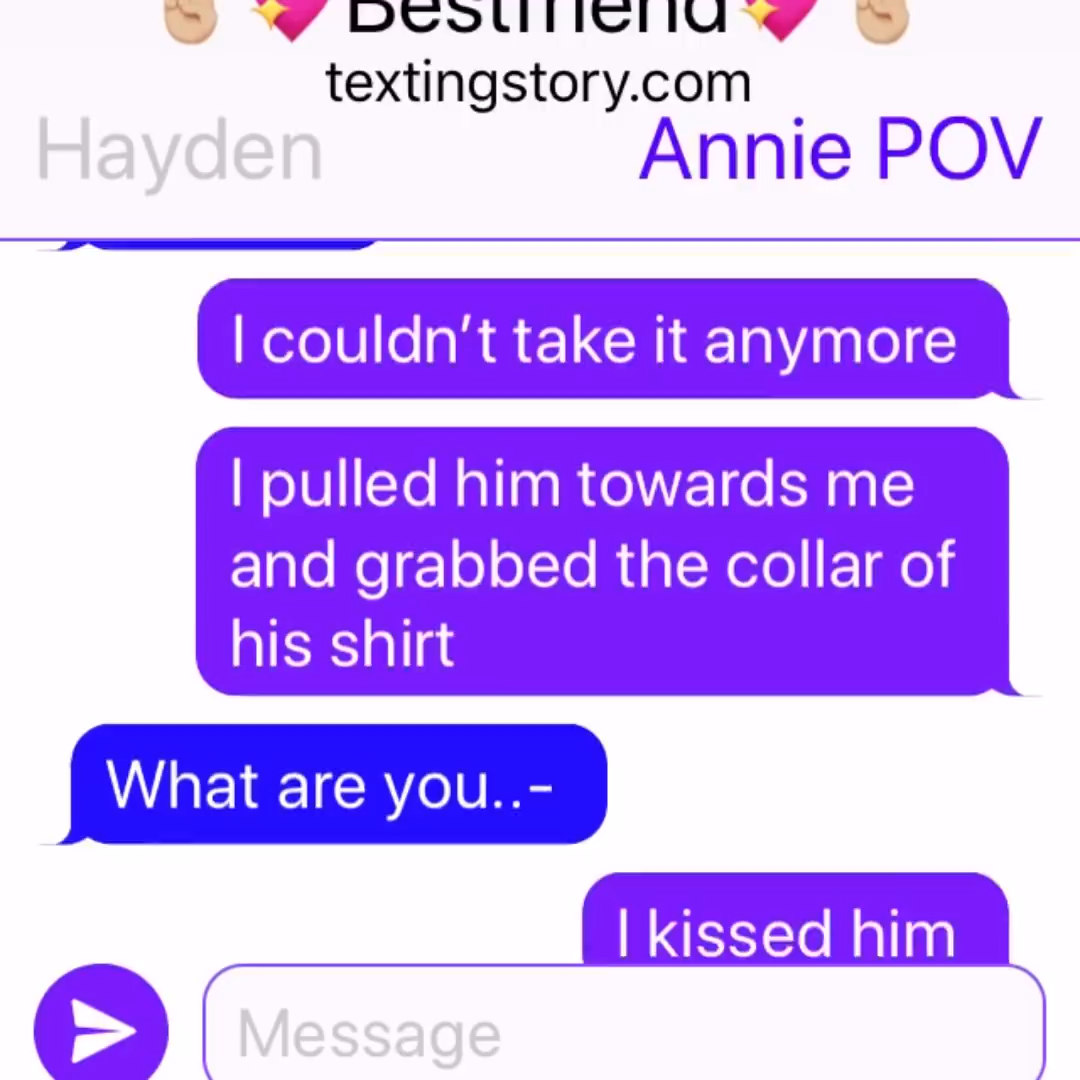 Bestfriend
textingstory.com
Hayden
Annie POV
I couldn’t take it anymore
I pulled him towards me
and grabbed the collar of
his shirt
What are you..-
I kissed him
Message